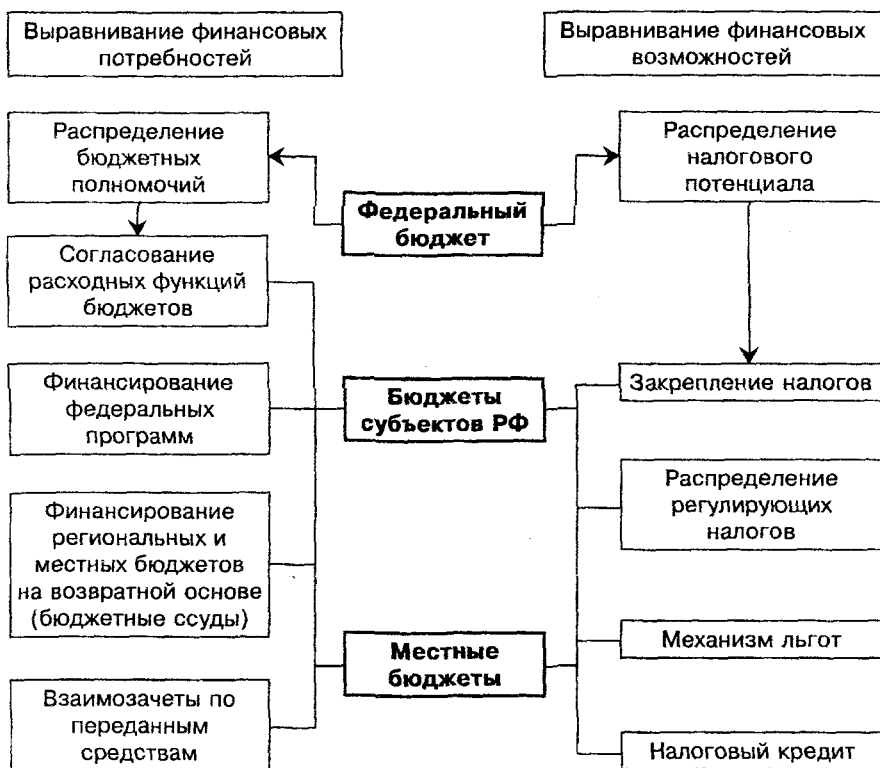 Выравнивание финансовых
потребностей
Выравнивание финансовых
возможностей
Распределение
бюджетных
полномочий
Распределение
налогового
потенциала
Федеральный
бюджет
Согласование
расходных функций
бюджетов
Финансирование
федеральных
программ
Бюджеты
субъектов РФ
Закрепление налогов
Распределение
регулирующих
налогов
Финансирование
региональных и
местных бюджетов
на возвратной основе
(бюджетные ссуды)
Местные
бюджеты
Механизм льгот
Взаимозачеты по
переданным
средствам
Налоговый кредит